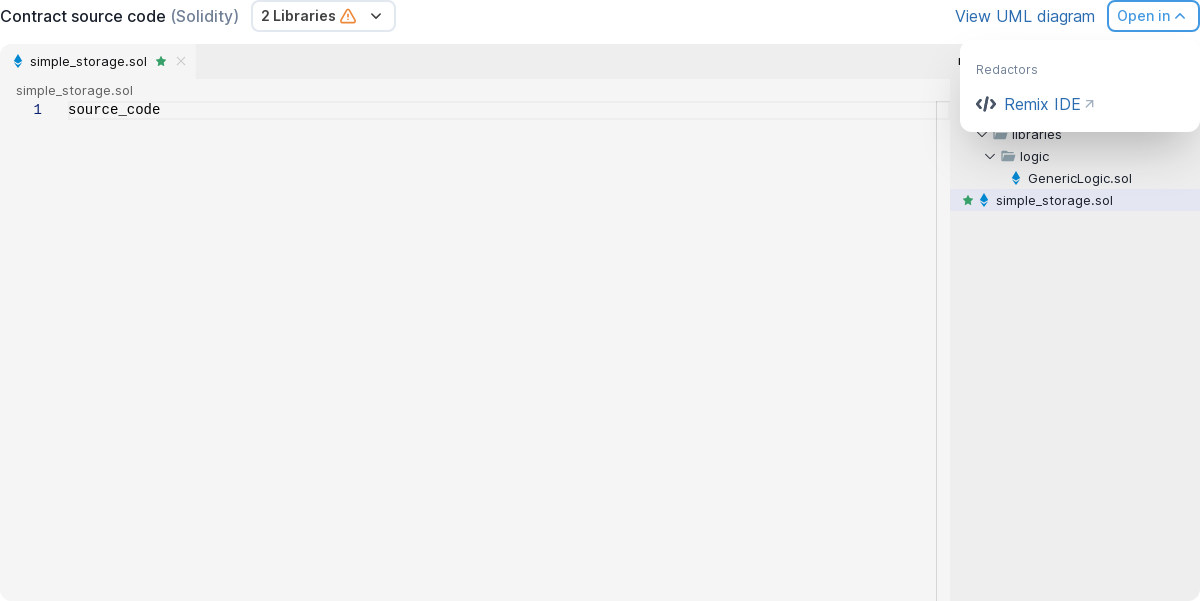 Contract source code (Solidity)
2 Libraries
View UML diagram
Open in
simple_storage.sol
simple_storage.sol
1 source_code
Redactors
Remix IDE
libraries
logic
GenericLogic.sol
simple_storage.sol